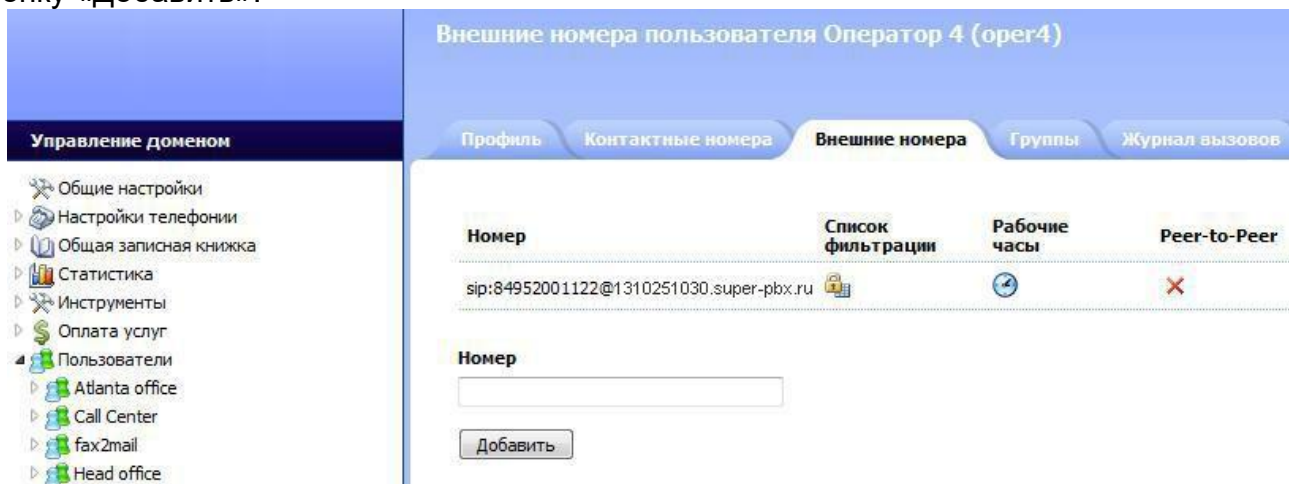 «Добавить».
Внешние номера пользователя Оператор 4 (oper4)
Управление доменом
Профиль
Контактные номера
Внешние номера
Группы
Журнал вызовов
Общие настройки
Настройки телефонии
Общая записная книжка
Статистика
Инструменты
Оплата услуг
Пользователи
Atlanta office
Call Center
fax2mail
Head office
Номер
Список фильтрации
Рабочие часы
Peer-to-Peer
sip:84952001122@1310251030.super-pbx.ru
Номер
Добавить